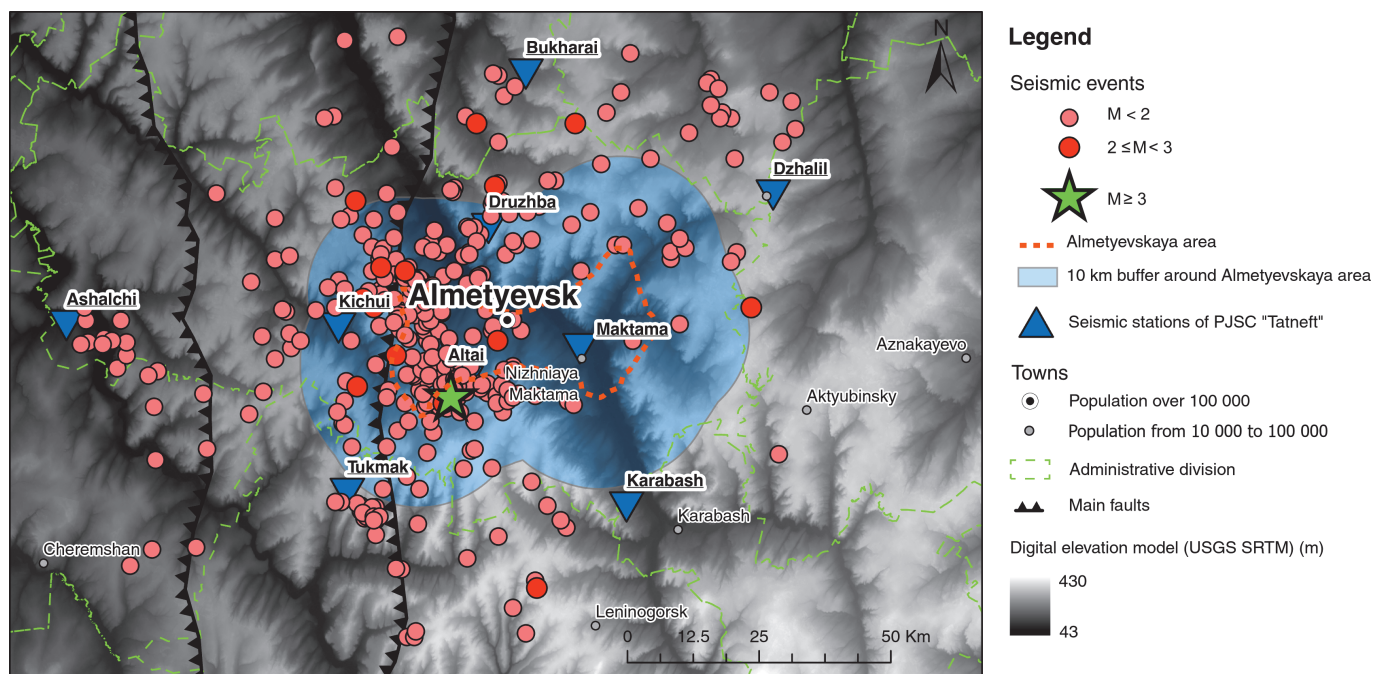 Bukharai
N
Dzhalil
Druzhba
Ashalchi
Kichui
Almetyevsk
Maktama
Altai
Nizhniaya
Maktama
Aznakayevo
Aktyubinsky
Tukmak
Karabash
Karabash
Cheremshan
Leninogorsk
0 12.5 25 50 Km
Legend
Seismic events
M < 2
2 ≤ M < 3
M ≥ 3
Almetyevskaya area
10 km buffer around Almetyevskaya area
Seismic stations of PJSC "Tatneft"
Towns
Population over 100 000
Population from 10 000 to 100 000
Administrative division
Main faults
Digital elevation model (USGS SRTM) (m)
430
43